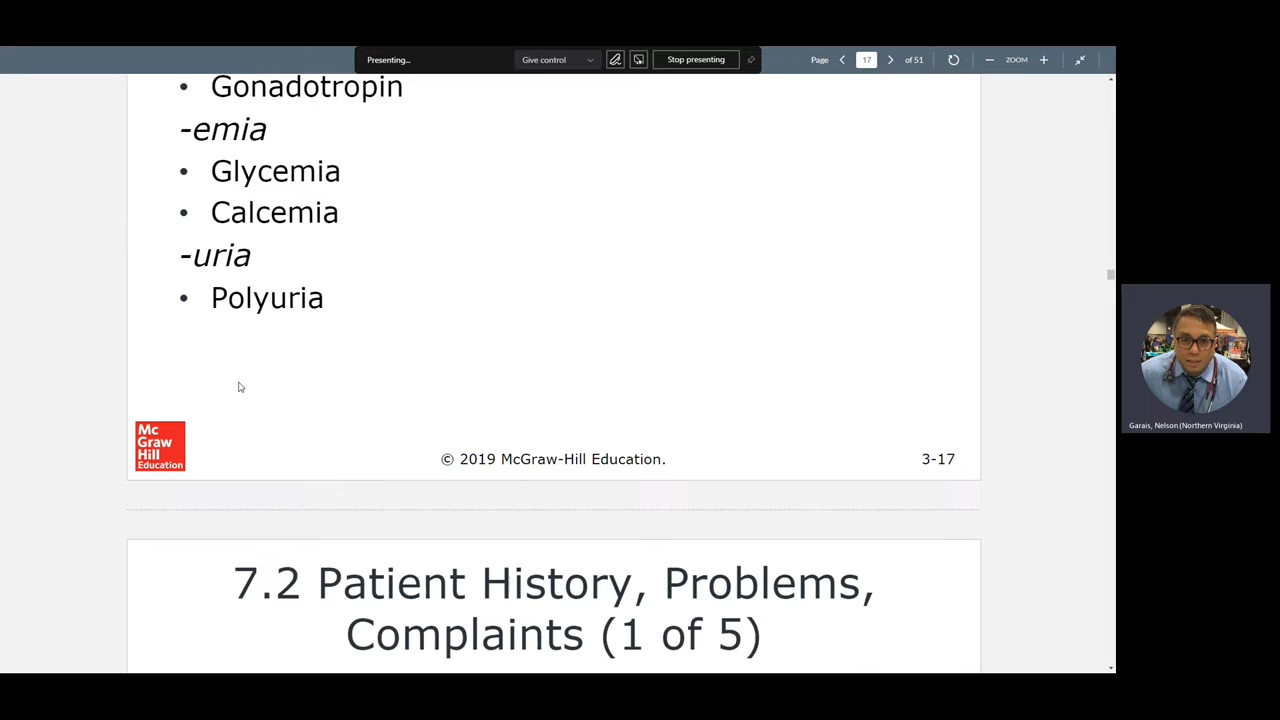 Presenting...
Give control
Stop presenting
Page
17
of 51
ZOOM
• Gonadotropin
-emia
• Glycemia
• Calcemia
-uria
• Polyuria
Mc
Graw
Hill
Education
© 2019 McGraw-Hill Education.
3-17
7.2 Patient History, Problems,
Complaints (1 of 5)
Garais, Nelson (Northern Virginia)